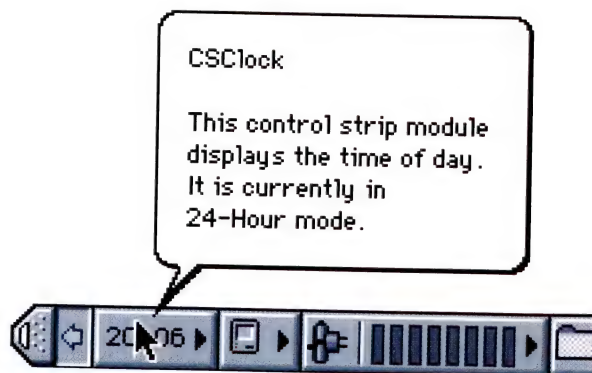 CSClock
This control strip module
displays the time of day.
It is currently in
24-Hour mode.